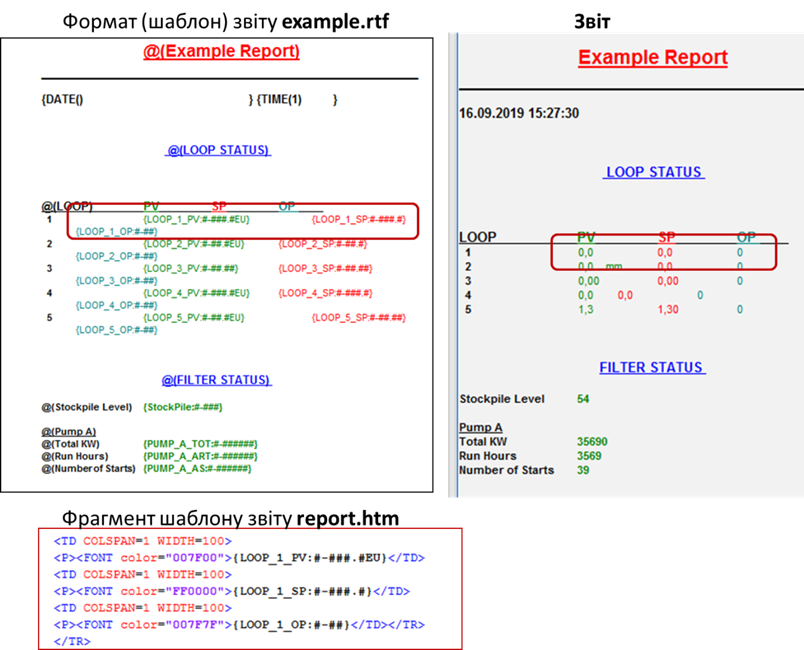 Формат (шаблон) звіту example.rtf
@(Example Report)
{DATE() } {TIME(1) }
@(LOOP STATUS)
@(LOOP) PV SP OP
1 {LOOP_1_PV:#-###.#EU} {LOOP_1_SP:#-###.#}
{LOOP_1_OP:#-##}
2 {LOOP_2_PV:#-##.#EU} {LOOP_2_SP:#-##.#}
{LOOP_2_OP:#-##}
3 {LOOP_3_PV:#-##.##} {LOOP_3_SP:#-##.##}
{LOOP_3_OP:#-##}
4 {LOOP_4_PV:#-###.#EU} {LOOP_4_SP:#-###.#}
{LOOP_4_OP:#-##}
5 {LOOP_5_PV:#-##.#EU} {LOOP_5_SP:#-##.##}
{LOOP_5_OP:#-##}
@(FILTER STATUS)
@(Stockpile Level) {StockPile:#-###}
@(Pump A)
@(Total KW) {PUMP_A_TOT:#-######}
@(Run Hours) {PUMP_A_ART:#-######}
@(Number of Starts) {PUMP_A_AS:#-######}
Звіт
Example Report
16.09.2019 15:27:30
LOOP STATUS
LOOP PV SP OP
1 0,0 0,0 0
2 0,0 mm 0,0 0
3 0,00 0,00 0
4 0,0 0,0 0
5 1,3 1,30 0
FILTER STATUS
Stockpile Level 54
Pump A
Total KW 35690
Run Hours 3569
Number of Starts 39
Фрагмент шаблону звіту report.htm
<TD COLSPAN=1 WIDTH=100>
<P><FONT color="007F00">{LOOP_1_PV:#-###.#EU}</TD>
<TD COLSPAN=1 WIDTH=100>
<P><FONT color="FF0000">{LOOP_1_SP:#-###.#}</TD>
<TD COLSPAN=1 WIDTH=100>
<P><FONT color="007F7F">{LOOP_1_OP:#-##}</TD></TR>
</TR>